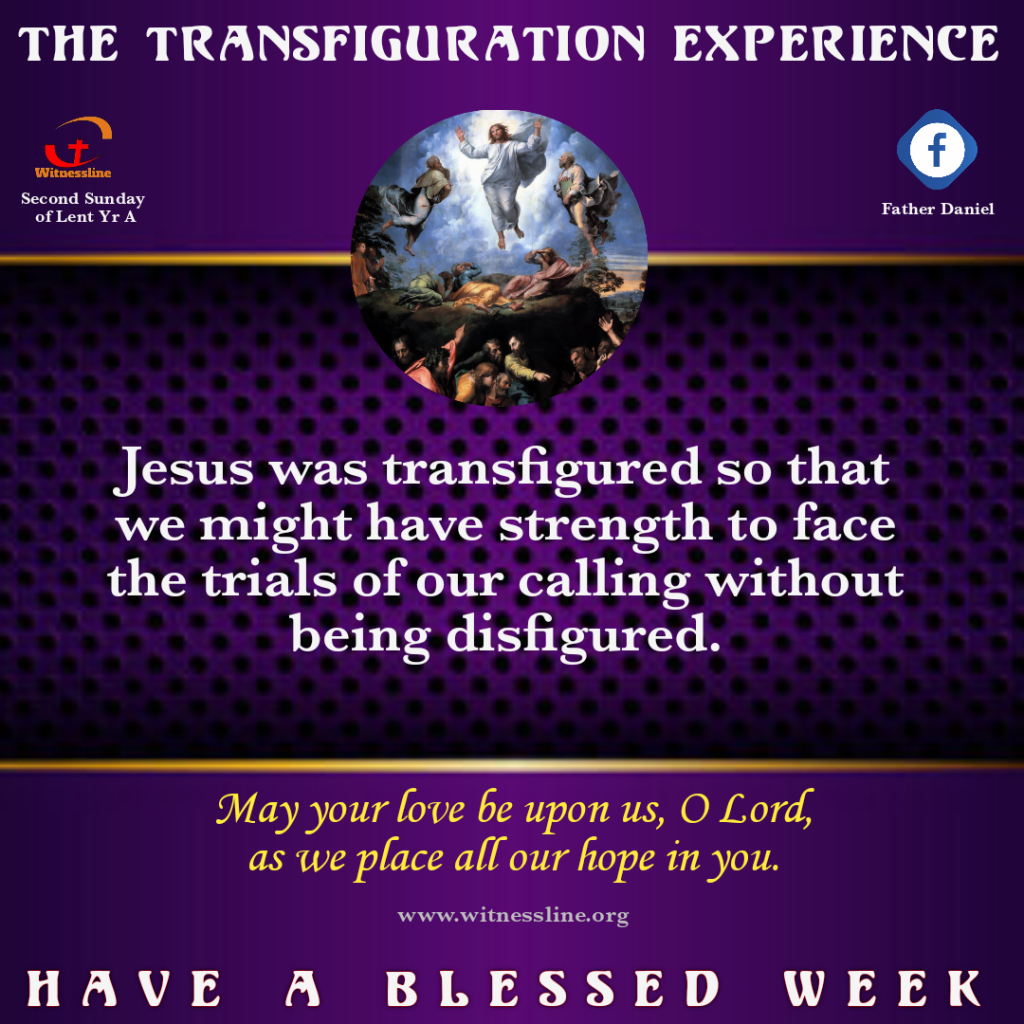 THE TRANSFIGURATION EXPERIENCE
Witnessline
Second Sunday
of Lent Yr A
f
Father Daniel
Jesus was transfigured so that
we might have strength to face
the trials of our calling without
being disfigured.
May your love be upon us, O Lord,
as we place all our hope in you.
www.witnessline.org
HAVE A BLESSED WEEK